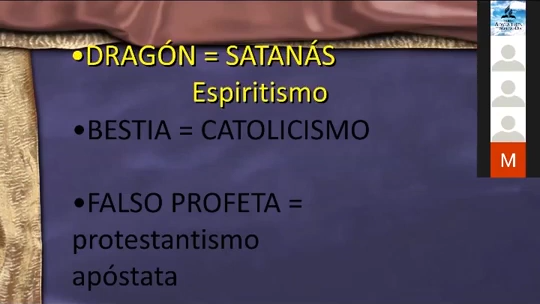 •DRAGÓN = SATANÁS
Espiritismo
•BESTIA = CATOLICISMO
•FALSO PROFETA =
protestantismo
apóstata
M